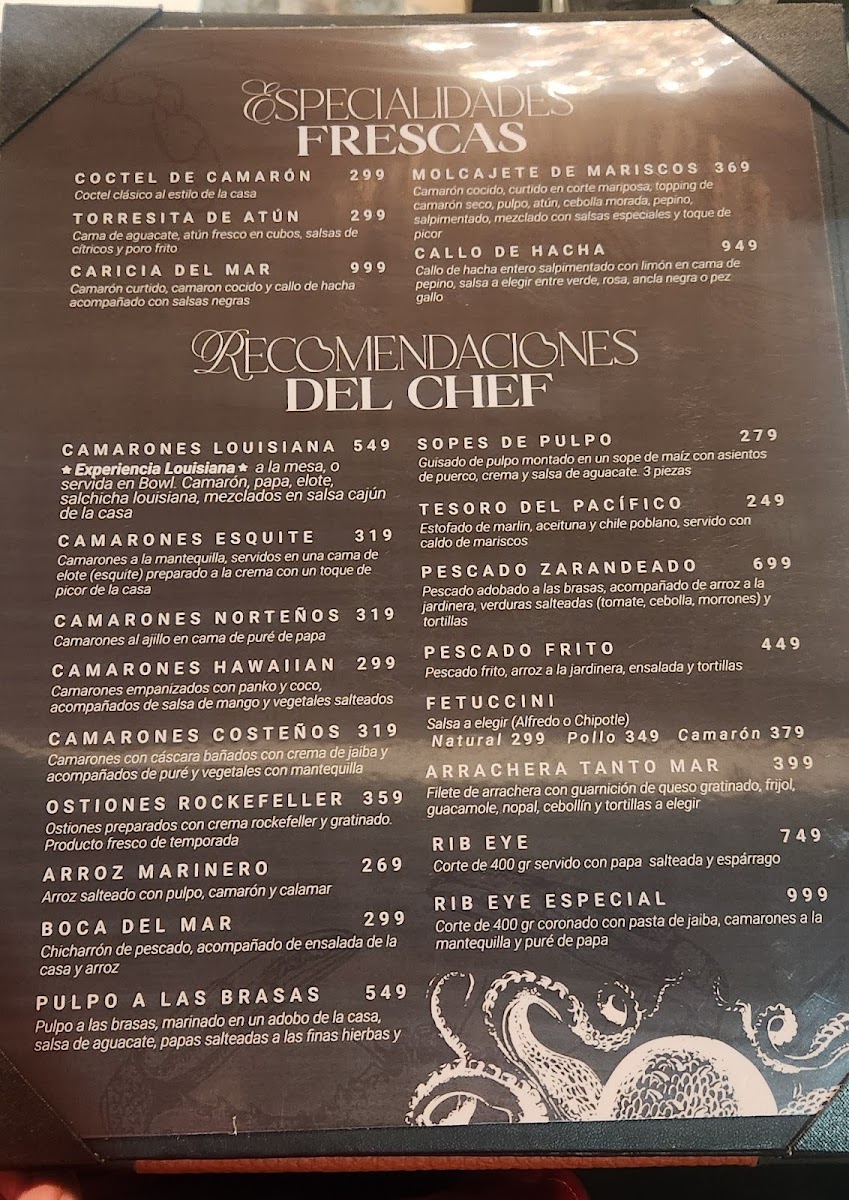 ESPECIALIDADES
FRESCAS
COCTEL DE CAMARÓN 299
Coctel clásico al estilo de la casa
TORRESITA DE ATÚN 299
Cama de aguacate, atún fresco en cubos, salsas de
cítricos y poro frito
CARICIA DEL MAR 999
Camarón curtido, camaron cocido y callo de hacha
acompañado con salsas negras
MOLCAJETE DE MARISCOS 369
Camarón cocido, curtido en corte mariposa, topping de
camarón seco, pulpo, atún, cebolla morada, pepino,
salpimentado, mezclado con salsas especiales y toque de
picor
CALLO DE HACHA 949
Callo de hacha entero salpimentado con limón en cama de
pepino, salsa a elegir entre verde, rosa, ancla negra o pez
gallo
RECOMENDACIONES
DEL CHEF
CAMARONES LOUISIANA 549
★ Experiencia Louisiana ★ a la mesa, o
servida en Bowl. Camarón, papa, elote,
salchicha louisiana, mezclados en salsa cajún
de la casa
CAMARONES ESQUITE 319
Camarones a la mantequilla, servidos en una cama de
elote (esquite) preparado a la crema con un toque de
picor de la casa
CAMARONES NORTEÑOS 319
Camarones al ajillo en cama de puré de papa
CAMARONES HAWAIIAN 299
Camarones empanizados con panko y coco,
acompañados de salsa de mango y vegetales salteados
CAMARONES COSTEÑOS 319
Camarones con cáscara bañados con crema de jaiba y
acompañados de puré y vegetales con mantequilla
OSTIONES ROCKEFELLER 359
Ostiones preparados con crema rockefeller y gratinado.
Producto fresco de temporada
ARROZ MARINERO 269
Arroz salteado con pulpo, camarón y calamar
BOCA DEL MAR 299
Chicharrón de pescado, acompañado de ensalada de la
casa y arroz
PULPO A LAS BRASAS 549
Pulpo a las brasas, marinado en un adobo de la casa,
salsa de aguacate, papas salteadas a las finas hierbas y
SOPES DE PULPO 279
Guisado de pulpo montado en un sope de maíz con asientos
de puerco, crema y salsa de aguacate. 3 piezas
TESORO DEL PACÍFICO 249
Estofado de marlin, aceituna y chile poblano, servido con
caldo de mariscos
PESCADO ZARANDEADO 699
Pescado adobado a las brasas, acompañado de arroz a la
jardinera, verduras salteadas (tomate, cebolla, morrones) y
tortillas
PESCADO FRITO 449
Pescado frito, arroz a la jardinera, ensalada y tortillas
FETUCCINI
Salsa a elegir (Alfredo o Chipotle)
Natural 299 Pollo 349 Camarón 379
ARRACHERA TANTO MAR 399
Filete de arrachera con guarnición de queso gratinado, frijol,
guacamole, nopal, cebollín y tortillas a elegir
RIB EYE 749
Corte de 400 gr servido con papa salteada y espárrago
RIB EYE ESPECIAL 999
Corte de 400 gr coronado con pasta de jaiba, camarones a la
mantequilla y puré de papa